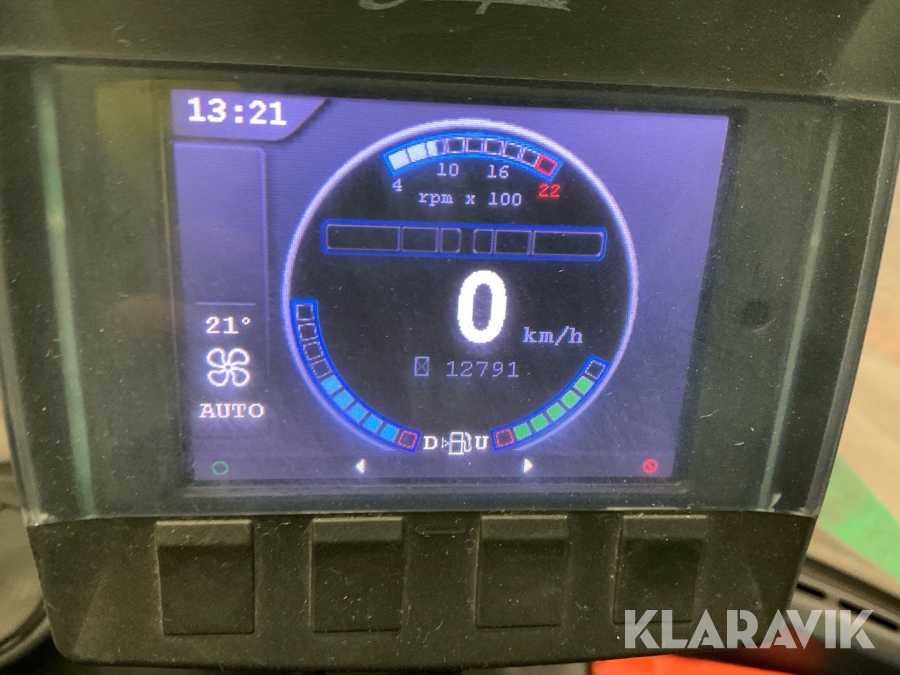 13:21
4 10 16 22
rpm x 100
0 km/h
12791
21°
AUTO
D U
KLARAVIK